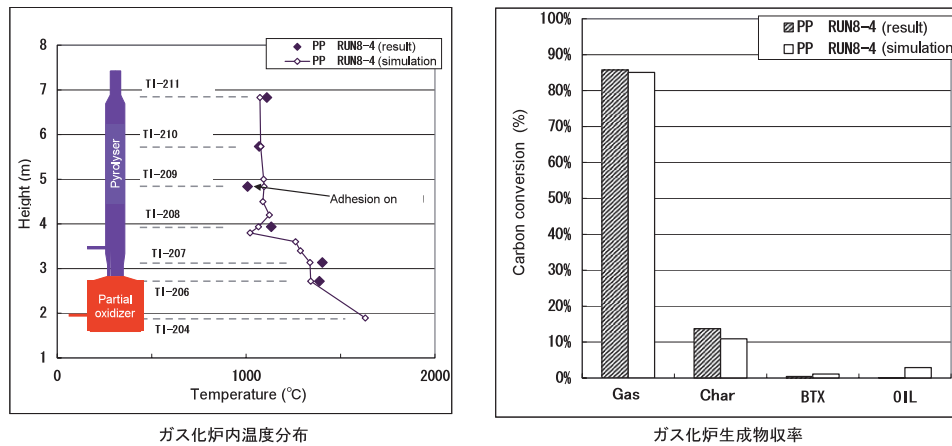 PP RUN8-4 (result)
PP RUN8-4 (simulation)
8
7
6
5
4
3
2
1
Height (m)
TI-211
TI-210
TI-209
TI-208
TI-207
TI-206
TI-204
Pyrolyser
Partial
oxidizer
Adhesion on
0
1000
2000
Temperature (℃)
ガス化炉内温度分布
100%
90%
80%
70%
60%
50%
40%
30%
20%
10%
0%
Carbon conversion (%)
PP RUN8-4 (result)
PP RUN8-4 (simulation)
Gas
Char
BTX
OIL
ガス化炉生成物収率